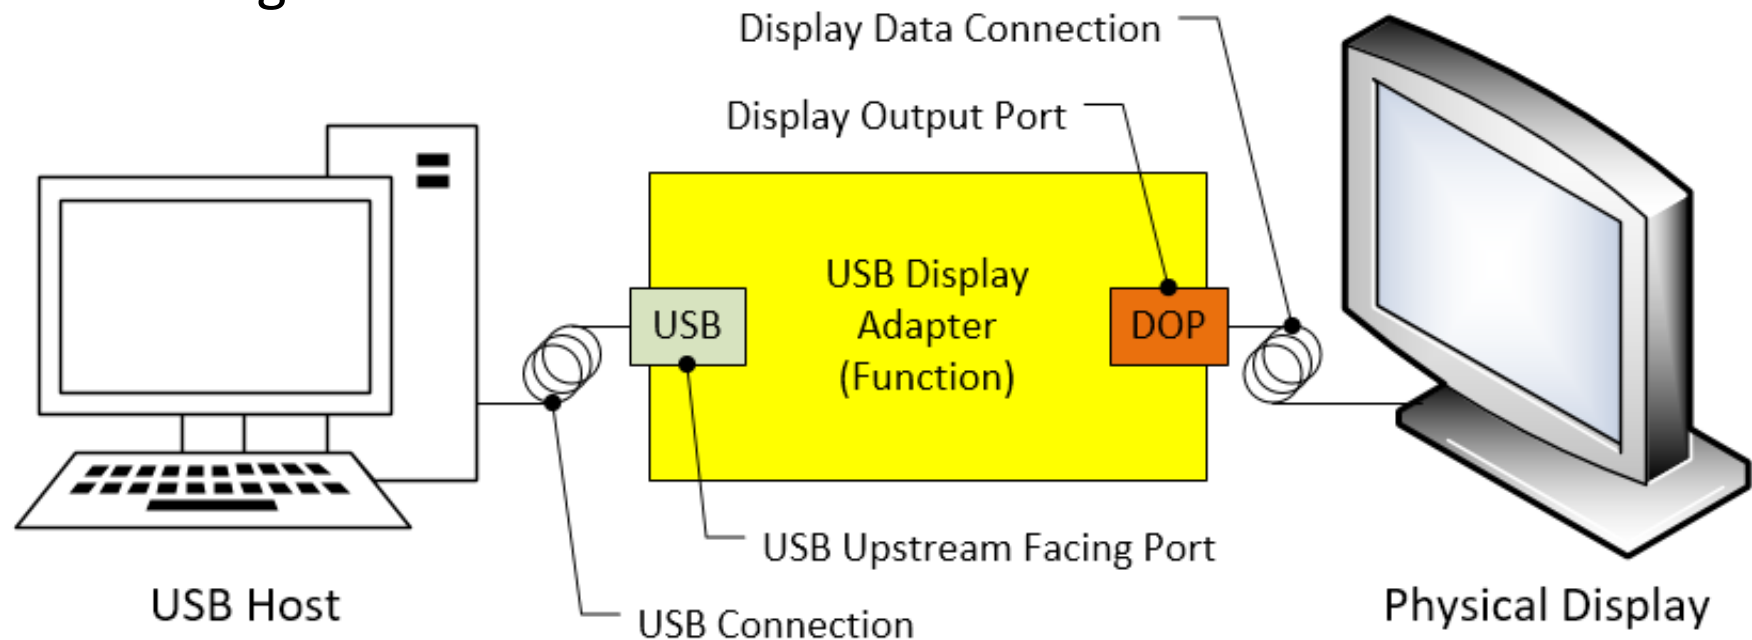 Display Data Connection
Display Output Port
USB Display
Adapter
(Function)
USB
DOP
USB Upstream Facing Port
USB Host
USB Connection
Physical Display